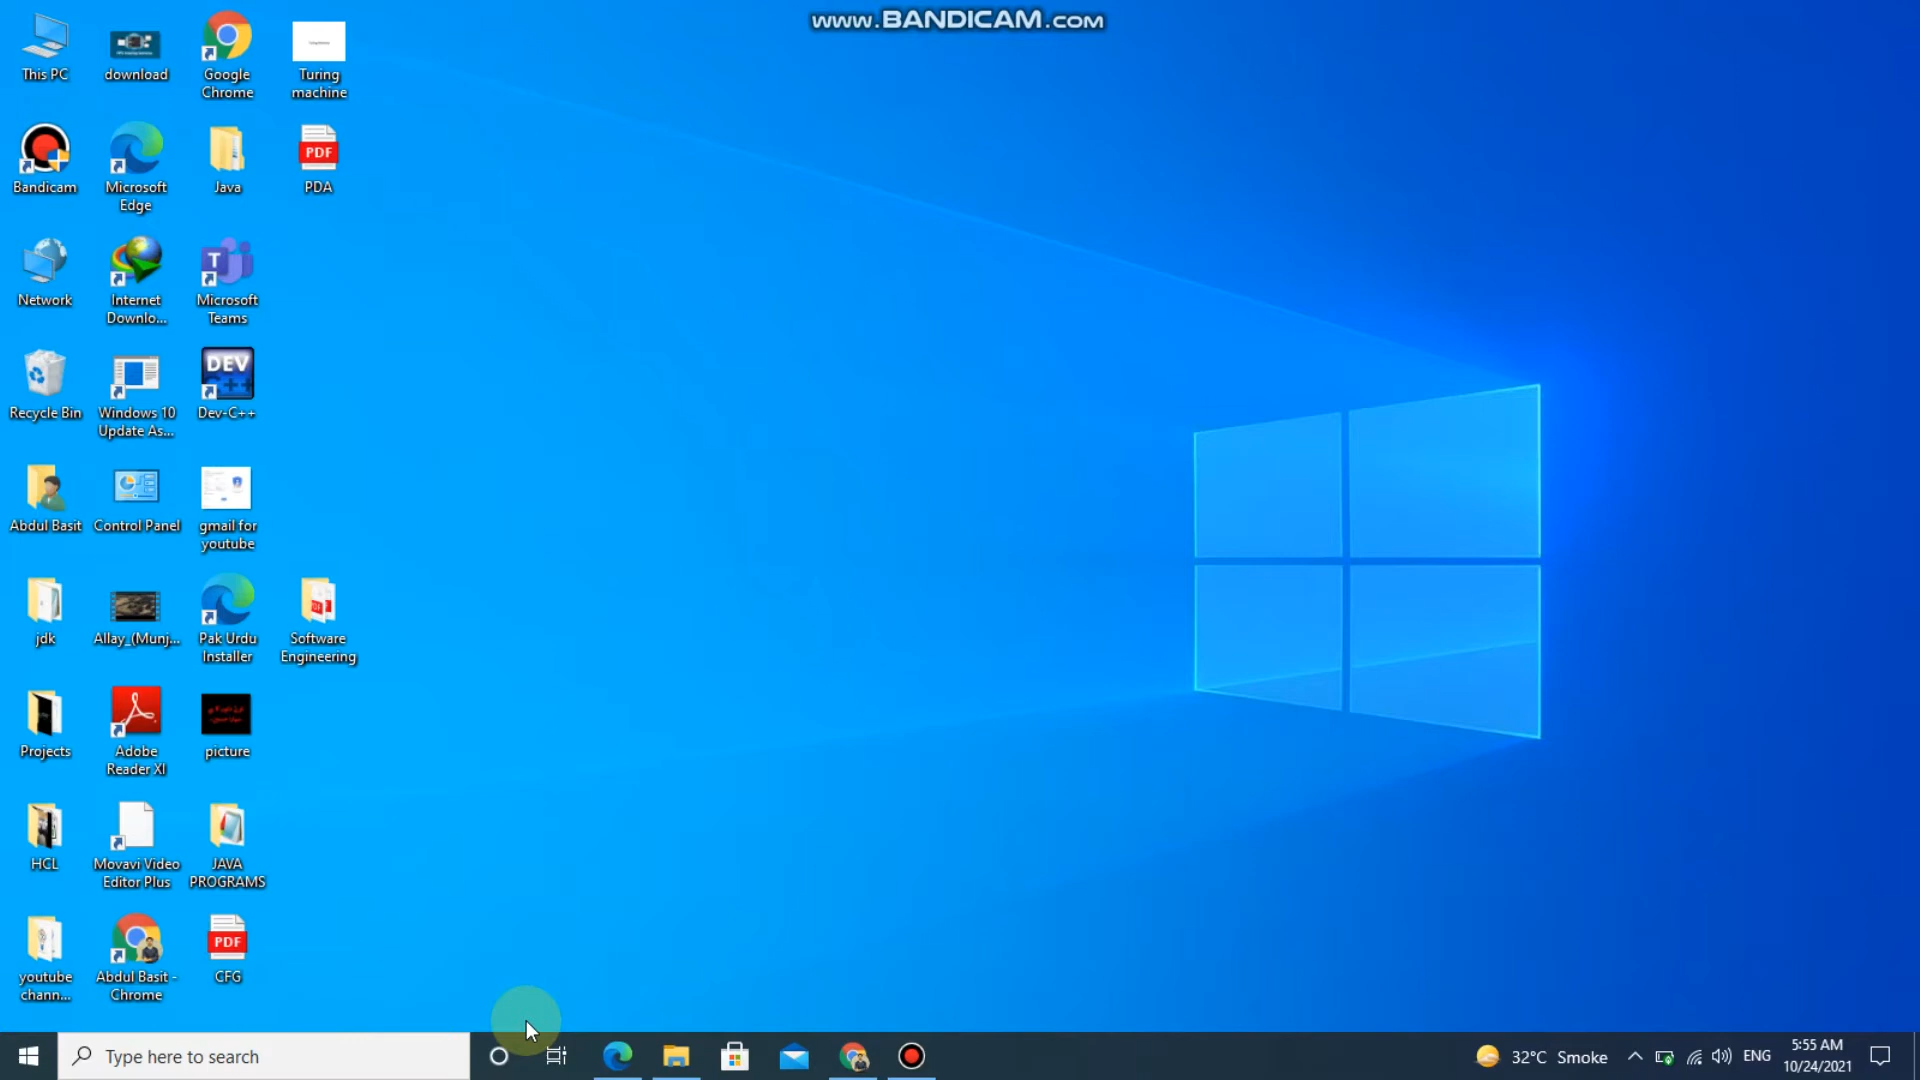 www.BANDICAM.com
This PC
download
Google
Chrome
Turing
machine
Bandicam
Microsoft
Edge
Java
PDF
PDA
Network
Internet
Downlo...
T
Microsoft
Teams
Recycle Bin
Windows 10
Update As...
DEV
C++
Dev-C++
Abdul Basit
Control Panel
gmail for
youtube
jdk
Allay_(Munj...
Pak Urdu
Installer
Software
Engineering
Projects
Adobe
Reader XI
picture
HCL
Movavi Video
Editor Plus
JAVA
PROGRAMS
youtube
chann...
Abdul Basit -
Chrome
PDF
CFG
Type here to search
32°C Smoke
ENG
5:55 AM
10/24/2021